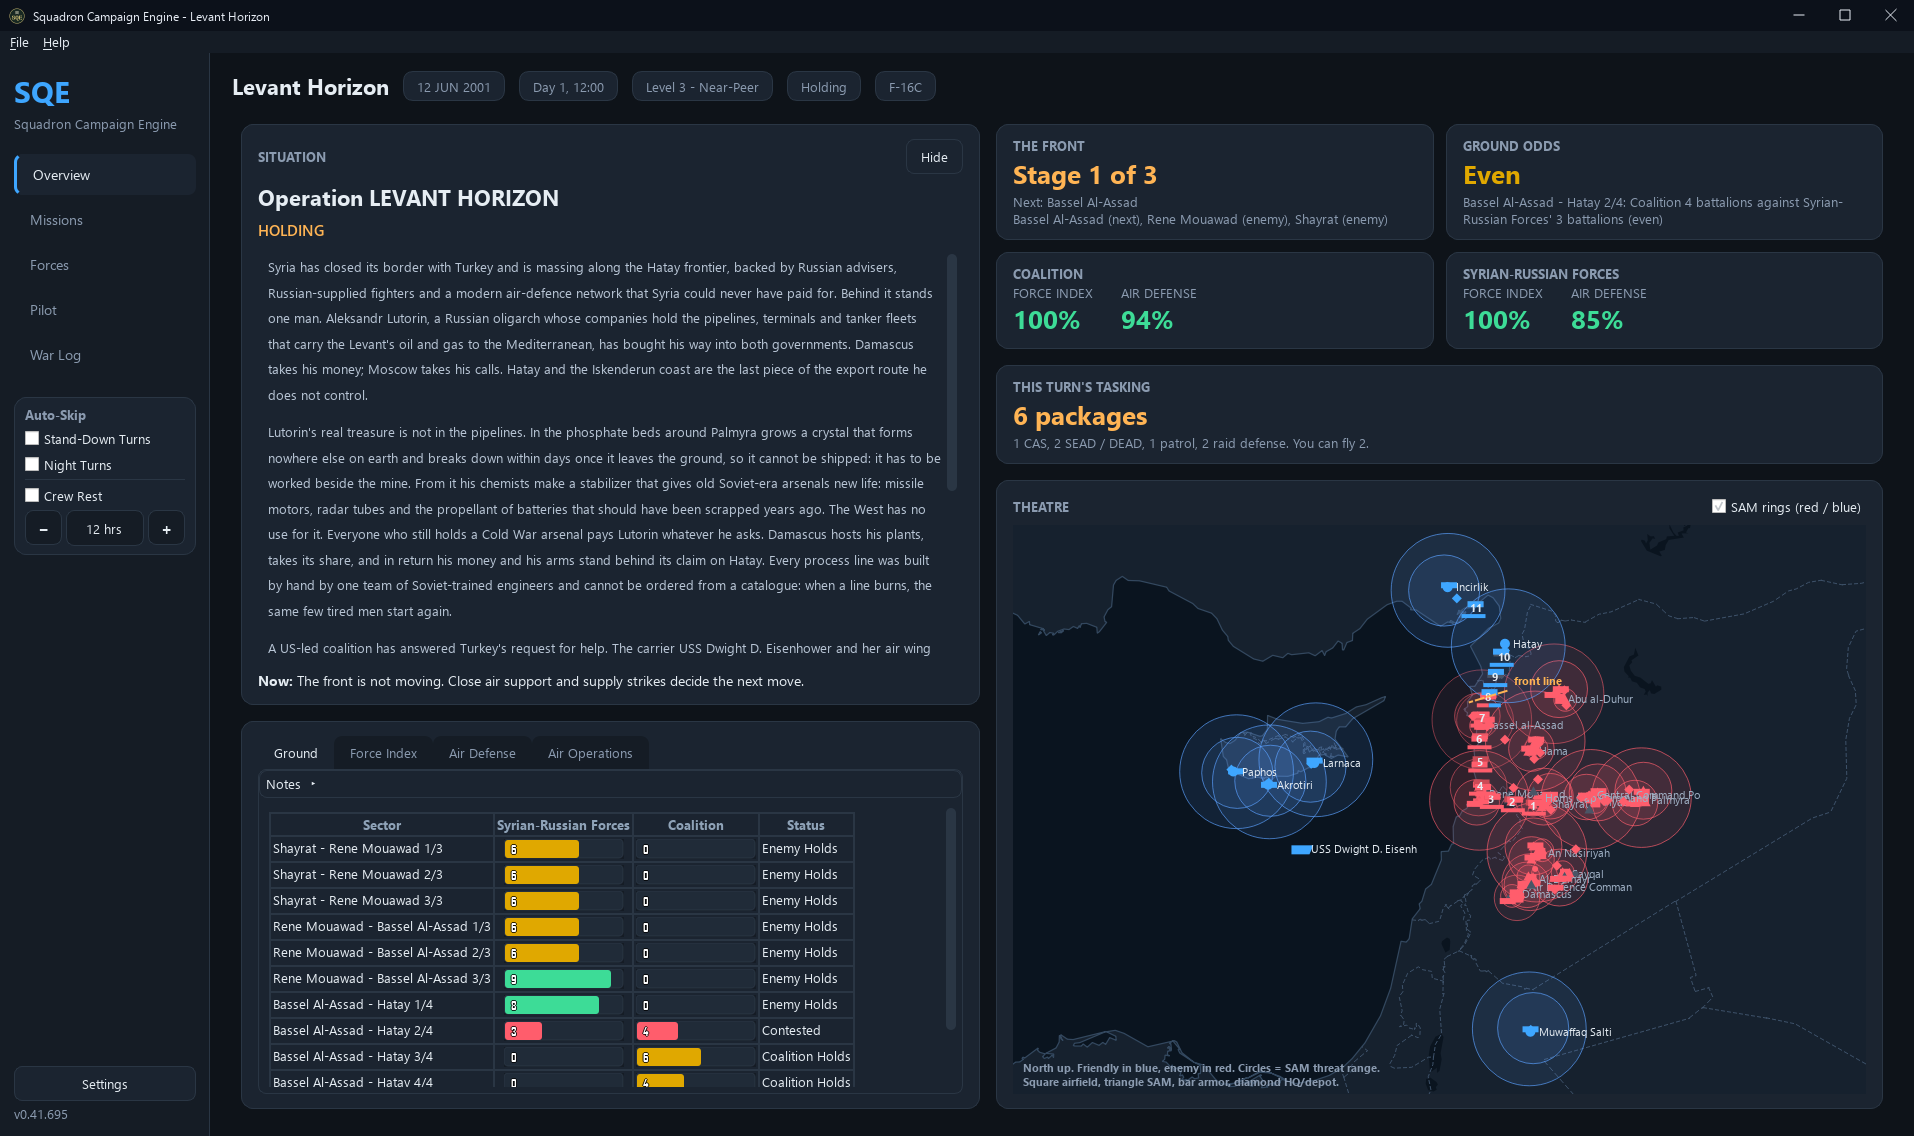 Squadron Campaign Engine - Levant Horizon
File Help
SQE
Squadron Campaign Engine
Overview
Missions
Forces
Pilot
War Log
Auto-Skip
Stand-Down Turns
Night Turns
Crew Rest
− 12 hrs +
Settings
v0.41.695
Levant Horizon
12 JUN 2001
Day 1, 12:00
Level 3 - Near-Peer
Holding
F-16C
SITUATION
Hide
Operation LEVANT HORIZON
HOLDING
Syria has closed its border with Turkey and is massing along the Hatay frontier, backed by Russian advisers,
Russian-supplied fighters and a modern air-defence network that Syria could never have paid for. Behind it stands
one man. Aleksandr Lutorin, a Russian oligarch whose companies hold the pipelines, terminals and tanker fleets
that carry the Levant's oil and gas to the Mediterranean, has bought his way into both governments. Damascus
takes his money; Moscow takes his calls. Hatay and the Iskenderun coast are the last piece of the export route he
does not control.
Lutorin's real treasure is not in the pipelines. In the phosphate beds around Palmyra grows a crystal that forms
nowhere else on earth and breaks down within days once it leaves the ground, so it cannot be shipped: it has to be
worked beside the mine. From it his chemists make a stabilizer that gives old Soviet-era arsenals new life: missile
motors, radar tubes and the propellant of batteries that should have been scrapped years ago. The West has no
use for it. Everyone who still holds a Cold War arsenal pays Lutorin whatever he asks. Damascus hosts his plants,
takes its share, and in return his money and his arms stand behind its claim on Hatay. Every process line was built
by hand by one team of Soviet-trained engineers and cannot be ordered from a catalogue: when a line burns, the
same few tired men start again.
A US-led coalition has answered Turkey's request for help. The carrier USS Dwight D. Eisenhower and her air wing
Now: The front is not moving. Close air support and supply strikes decide the next move.
Ground
Force Index
Air Defense
Air Operations
Notes
Sector Syrian-Russian Forces Coalition Status
Shayrat - Rene Mouawad 1/3 6 0 Enemy Holds
Shayrat - Rene Mouawad 2/3 6 0 Enemy Holds
Shayrat - Rene Mouawad 3/3 6 0 Enemy Holds
Rene Mouawad - Bassel Al-Assad 1/3 6 0 Enemy Holds
Rene Mouawad - Bassel Al-Assad 2/3 6 0 Enemy Holds
Rene Mouawad - Bassel Al-Assad 3/3 9 0 Enemy Holds
Bassel Al-Assad - Hatay 1/4 8 0 Enemy Holds
Bassel Al-Assad - Hatay 2/4 3 4 Contested
Bassel Al-Assad - Hatay 3/4 0 6 Coalition Holds
Bassel Al-Assad - Hatay 4/4 0 4 Coalition Holds
THE FRONT
Stage 1 of 3
Next: Bassel Al-Assad
Bassel Al-Assad (next), Rene Mouawad (enemy), Shayrat (enemy)
GROUND ODDS
Even
Bassel Al-Assad - Hatay 2/4: Coalition 4 battalions against Syrian-
Russian Forces' 3 battalions (even)
COALITION
FORCE INDEX AIR DEFENSE
100% 94%
SYRIAN-RUSSIAN FORCES
FORCE INDEX AIR DEFENSE
100% 85%
THIS TURN'S TASKING
6 packages
1 CAS, 2 SEAD / DEAD, 1 patrol, 2 raid defense. You can fly 2.
THEATRE
SAM rings (red / blue)
Incirlik
11
Hatay
10
9
front line
8
Abu al-Duhur
7
Bassel al-Assad
6
Hama
5
4
3
2
1
Shayrat
Palmyra
Paphos
Larnaca
Akrotiri
USS Dwight D. Eisenh
An Nasiriyah
Damascus
Muwaffaq Salti
North up. Friendly in blue, enemy in red. Circles = SAM threat range.
Square airfield, triangle SAM, bar armor, diamond HQ/depot.